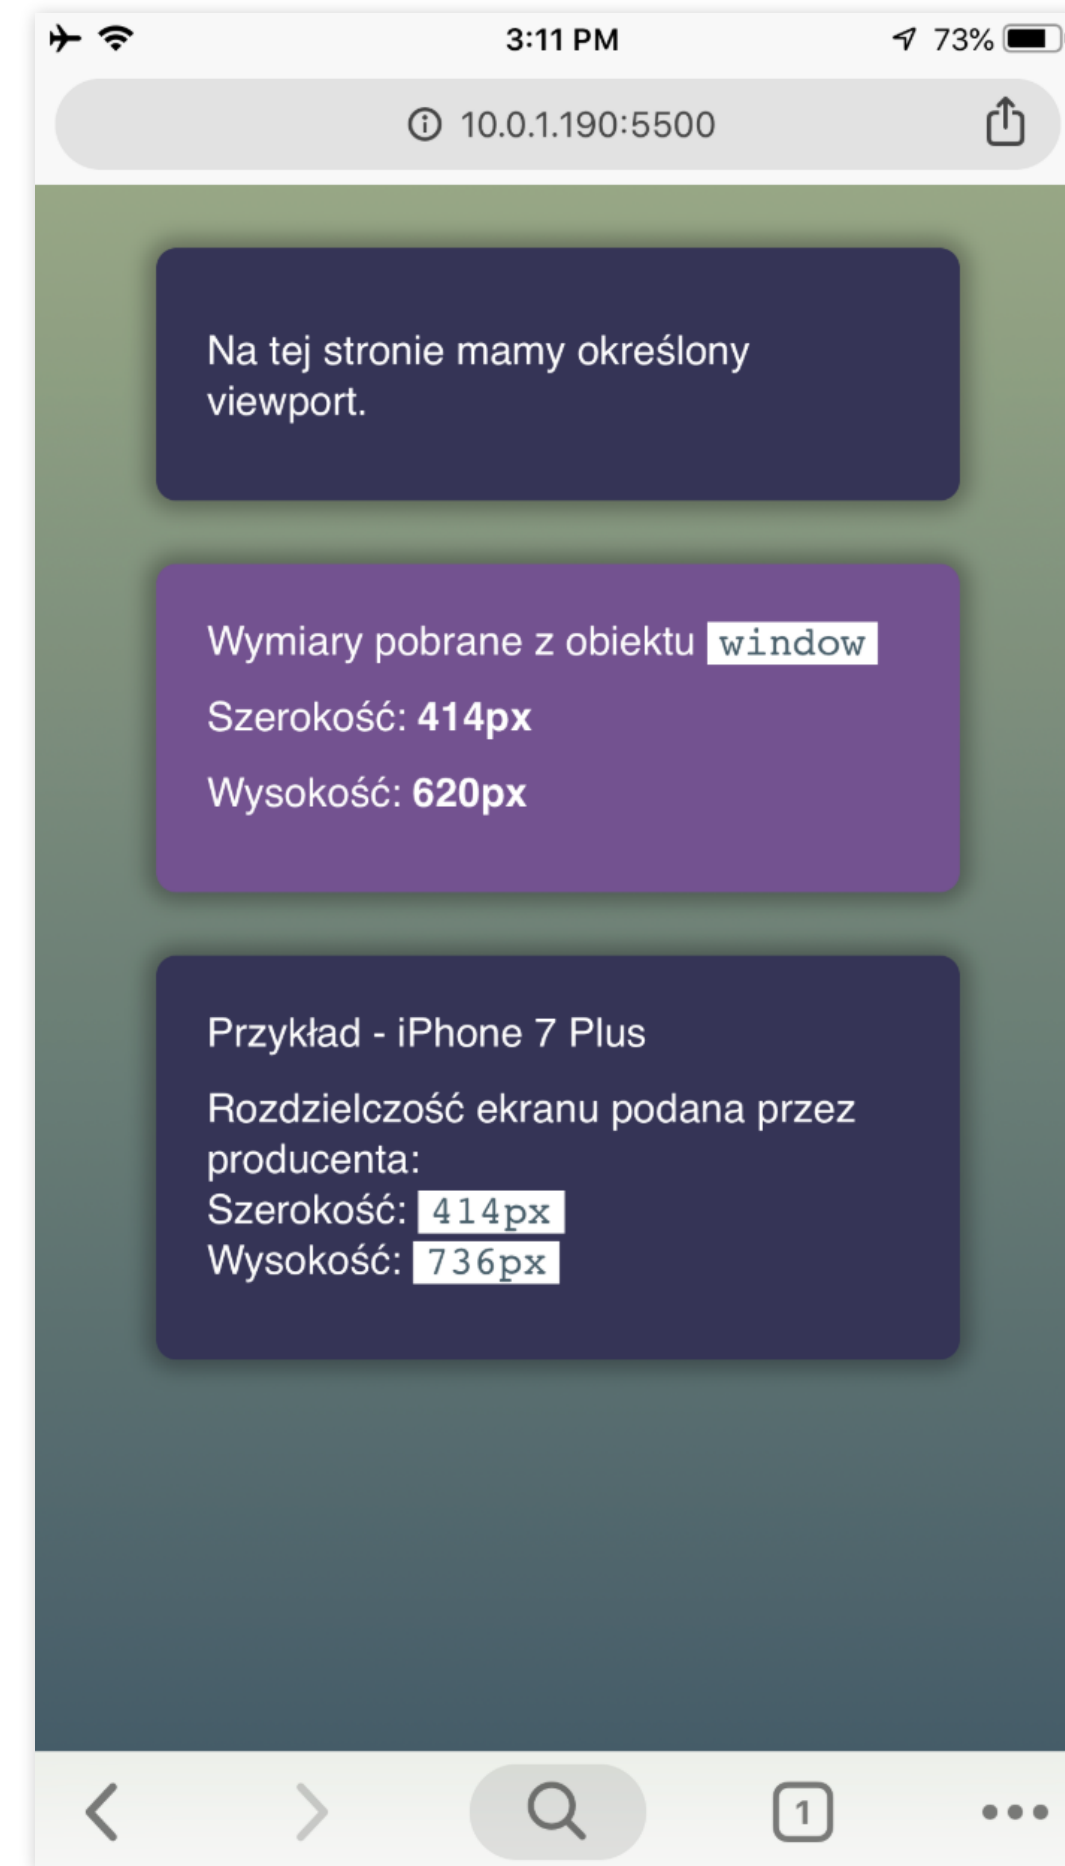 3:11 PM
73%
10.0.1.190:5500
Na tej stronie mamy określony
viewport.
Wymiary pobrane z obiektu window
Szerokość: 414px
Wysokość: 620px
Przykład - iPhone 7 Plus
Rozdzielczość ekranu podana przez
producenta:
Szerokość: 414px
Wysokość: 736px
1